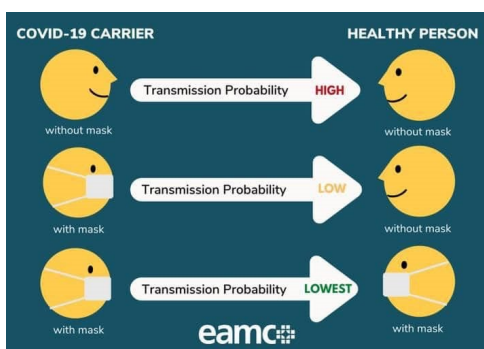 COVID-19 CARRIER
HEALTHY PERSON
Transmission Probability HIGH
without mask
without mask
Transmission Probability LOW
with mask
without mask
Transmission Probability LOWEST
with mask
with mask
eamc